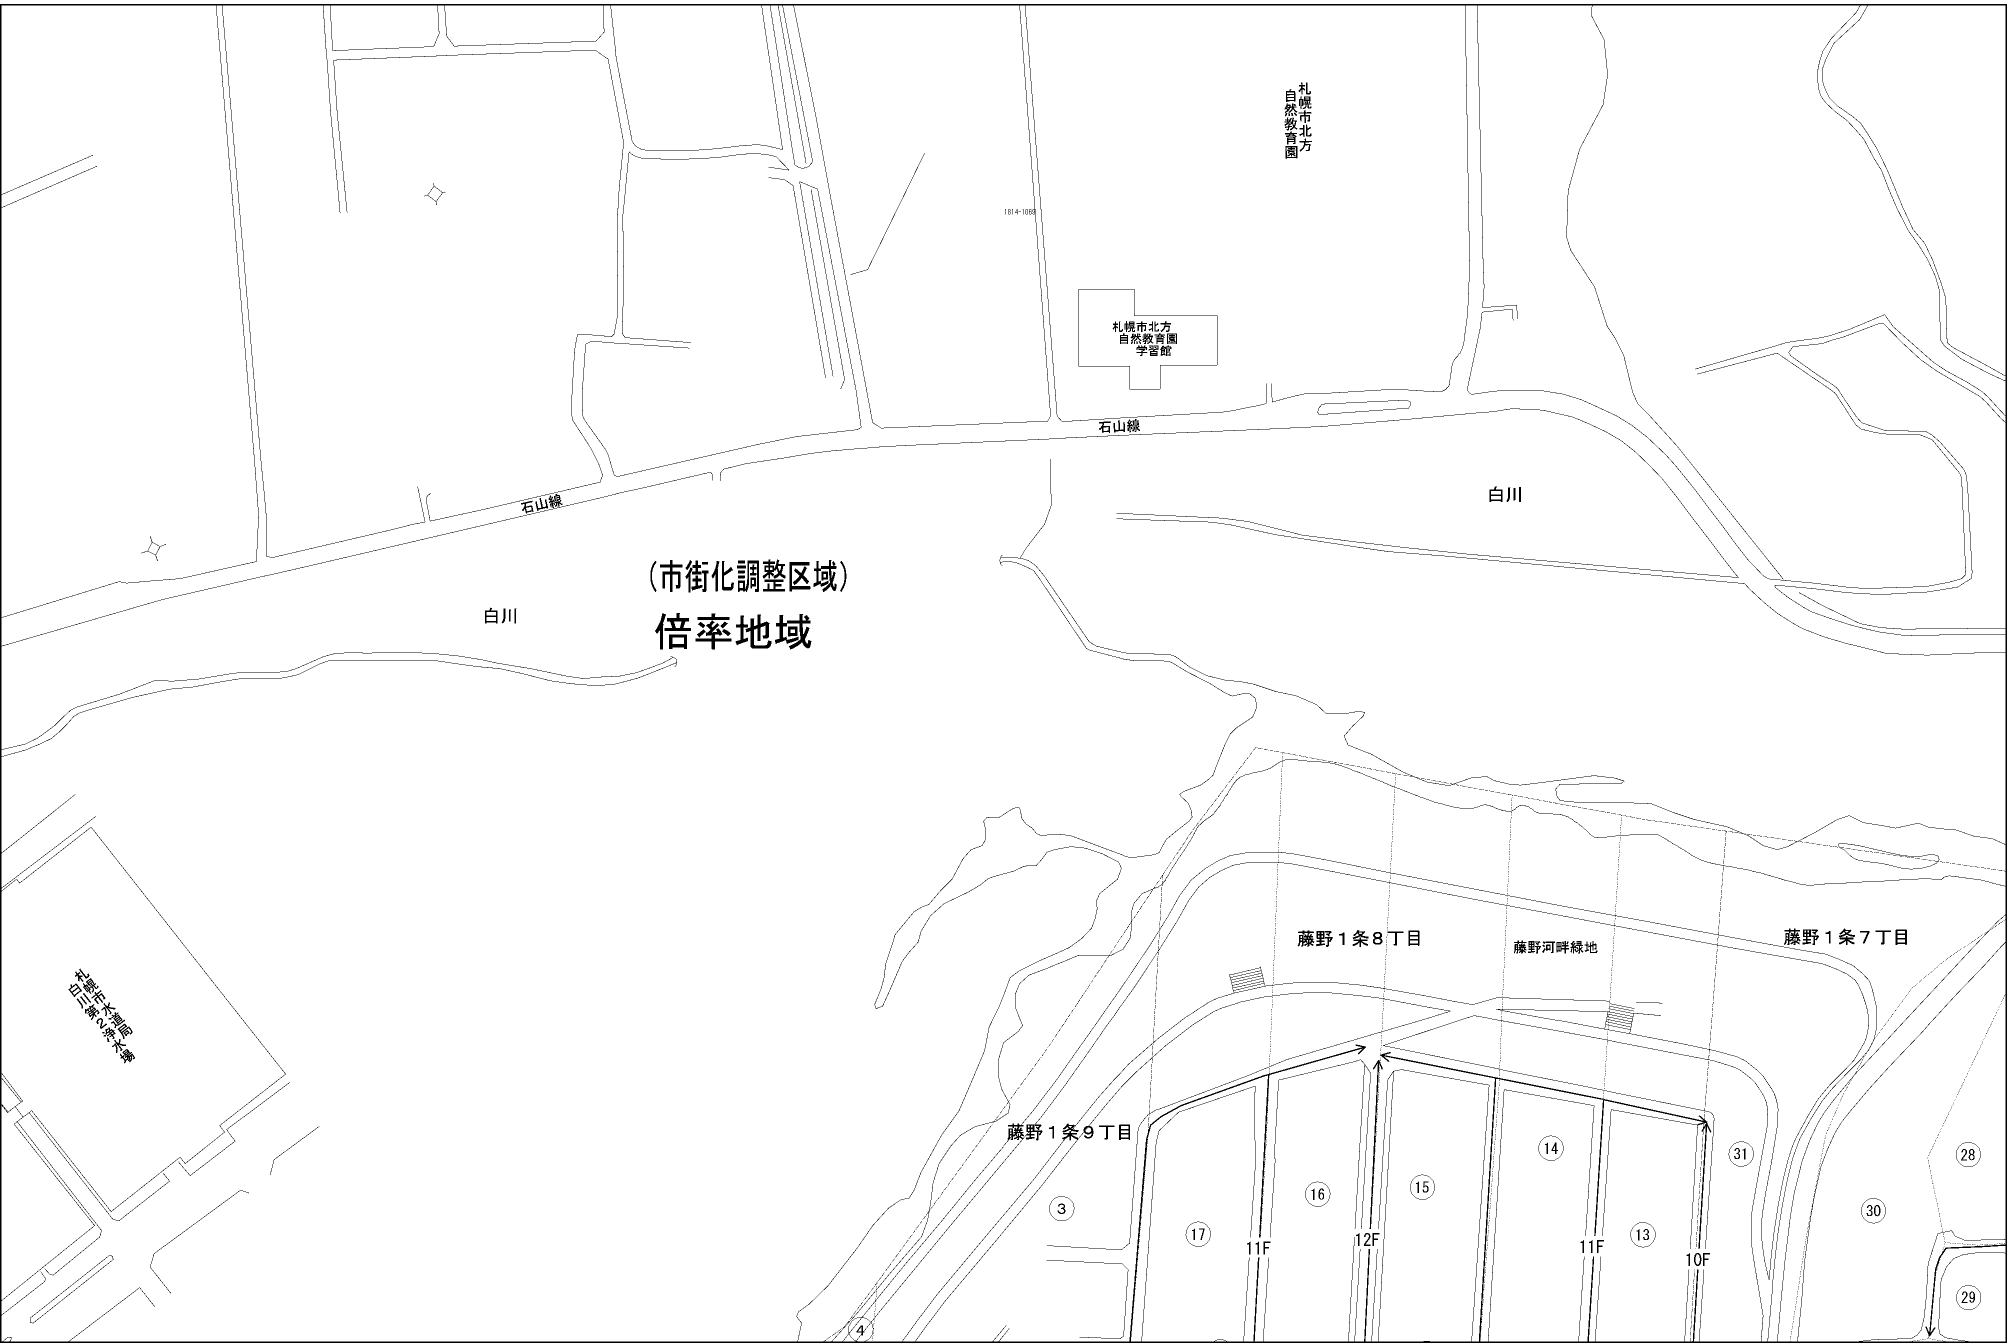 札幌市北方
自然教育園
1814-1069
札幌市北方
自然教育園
学習館
石山線
石山線
白川
(市街化調整区域)
倍率地域
白川
藤野１条８丁目
藤野河畔緑地
藤野１条７丁目
札幌市水道局
白川第２浄水場
藤野１条９丁目
14
31
28
16
15
3
30
17
13
11F
12F
11F
10F
29
4